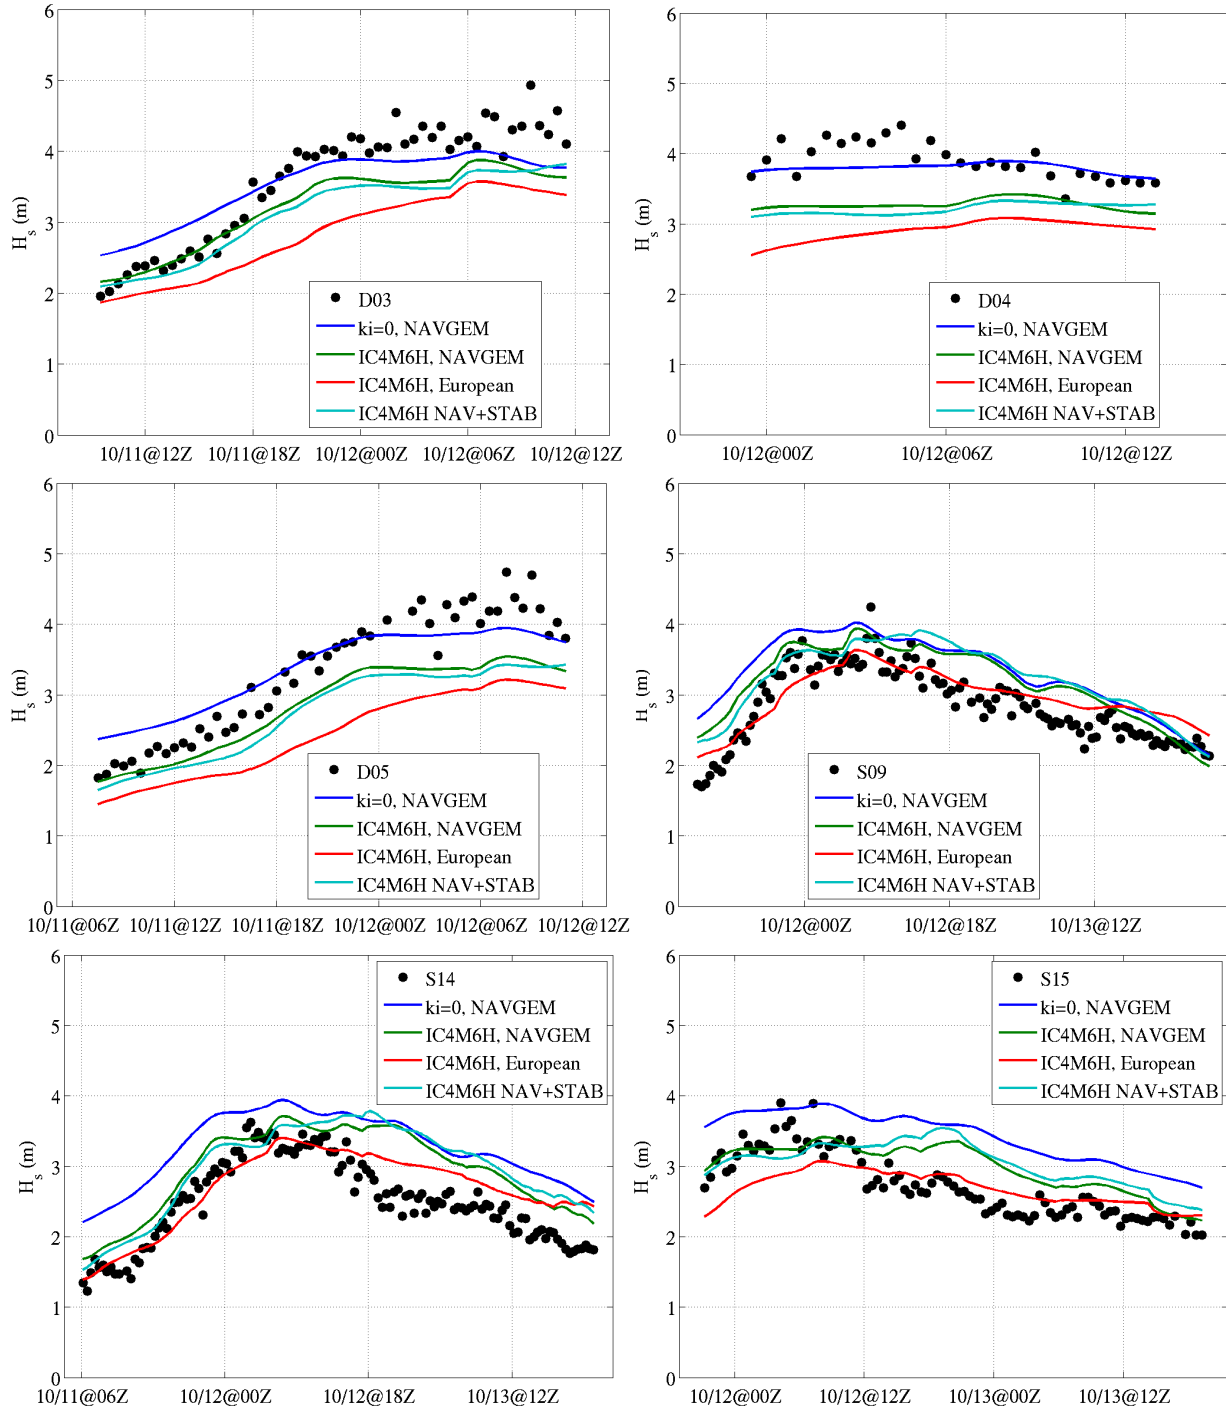 6
5
4
3
2
1
0
H_s (m)
D03
ki=0, NAVGEM
IC4M6H, NAVGEM
IC4M6H, European
IC4M6H NAV+STAB
10/11@12Z 10/11@18Z 10/12@00Z 10/12@06Z 10/12@12Z
6
5
4
3
2
1
0
H_s (m)
D04
ki=0, NAVGEM
IC4M6H, NAVGEM
IC4M6H, European
IC4M6H NAV+STAB
10/12@00Z 10/12@06Z 10/12@12Z
6
5
4
3
2
1
0
H_s (m)
D05
ki=0, NAVGEM
IC4M6H, NAVGEM
IC4M6H, European
IC4M6H NAV+STAB
10/11@06Z 10/11@12Z 10/11@18Z 10/12@00Z 10/12@06Z 10/12@12Z
6
5
4
3
2
1
0
H_s (m)
S09
ki=0, NAVGEM
IC4M6H, NAVGEM
IC4M6H, European
IC4M6H NAV+STAB
10/12@00Z 10/12@18Z 10/13@12Z
6
5
4
3
2
1
0
H_s (m)
S14
ki=0, NAVGEM
IC4M6H, NAVGEM
IC4M6H, European
IC4M6H NAV+STAB
10/11@06Z 10/12@00Z 10/12@18Z 10/13@12Z
6
5
4
3
2
1
0
H_s (m)
S15
ki=0, NAVGEM
IC4M6H, NAVGEM
IC4M6H, European
IC4M6H NAV+STAB
10/12@00Z 10/12@12Z 10/13@00Z 10/13@12Z